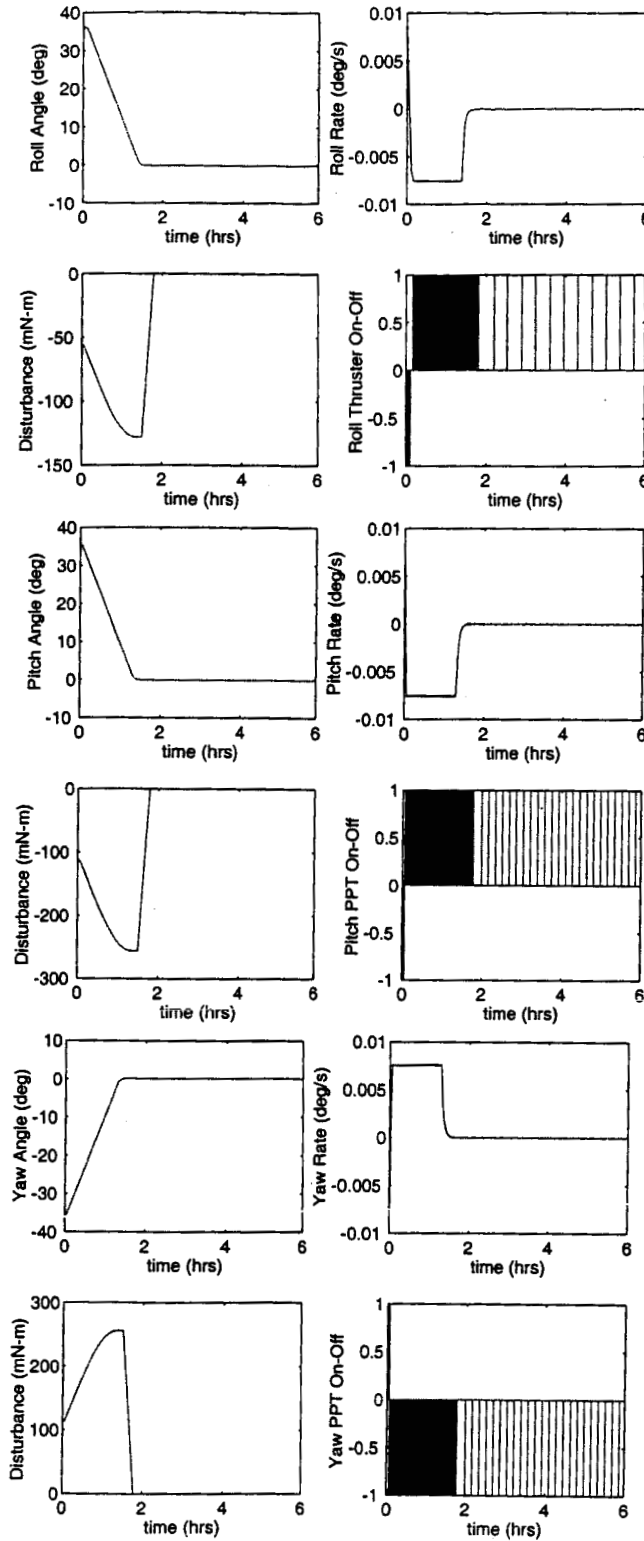 40
30
20
10
0
-10
Roll Angle (deg)
0 2 4 6
time (hrs)
0.01
0.005
0
-0.005
-0.01
Roll Rate (deg/s)
0 2 4 6
time (hrs)
0
-50
-100
-150
Disturbance (mN-m)
0 2 4 6
time (hrs)
1
0.5
0
-0.5
-1
Roll Thruster On-Off
0 2 4 6
time (hrs)
40
30
20
10
0
-10
Pitch Angle (deg)
0 2 4 6
time (hrs)
0.01
0.005
0
-0.005
-0.01
Pitch Rate (deg/s)
0 2 4 6
time (hrs)
0
-100
-200
-300
Disturbance (mN-m)
0 2 4 6
time (hrs)
1
0.5
0
-0.5
-1
Pitch PPT On-Off
0 2 4 6
time (hrs)
10
0
-10
-20
-30
-40
Yaw Angle (deg)
0 2 4 6
time (hrs)
0.01
0.005
0
-0.005
-0.01
Yaw Rate (deg/s)
0 2 4 6
time (hrs)
300
200
100
0
Disturbance (mN-m)
0 2 4 6
time (hrs)
1
0.5
0
-0.5
-1
Yaw PPT On-Off
0 2 4 6
time (hrs)